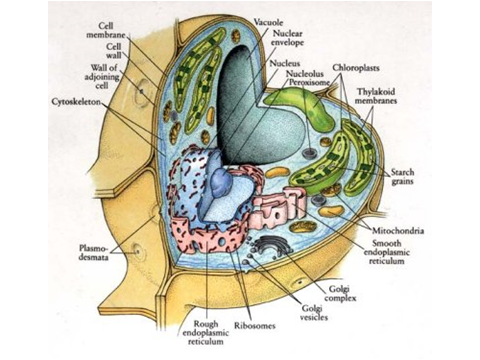 Cell
membrane
Cell
wall
Wall of
adjoining
cell
Cytoskeleton
Vacuole
Nuclear
envelope
Nucleus
Nucleolus
Peroxisome
Chloroplasts
Thylakoid
membranes
Starch
grains
Mitochondria
Smooth
endoplasmic
reticulum
Golgi
complex
Golgi
vesicles
Ribosomes
Rough
endoplasmic
reticulum
Plasmo-
desmata